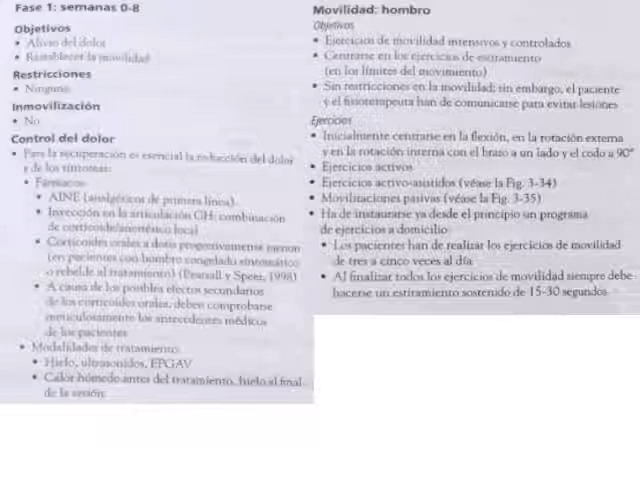 Fase 1: semanas 0-8
Objetivos
• Alivio del dolor
• Restablecer la movilidad
Restricciones
• Ninguna
Inmovilización
• No
Control del dolor
• Para la recuperación es esencial la reducción del dolor
y de los síntomas:
• Fármacos:
• AINE (analgésicos de primera línea)
• Inyección en la articulación GH: combinación
de corticoide/anestésico local
• Corticoides orales a dosis progresivamente menor
(en pacientes con hombro congelado sintomático
o rebelde al tratamiento) (Pearsall y Speer, 1998)
• A causa de los posibles efectos secundarios
de los corticoides orales, deben comprobarse
meticulosamente los antecedentes médicos
de los pacientes
• Modalidades de tratamiento:
• Hielo, ultrasonidos, EPGAV
• Calor húmedo antes del tratamiento, hielo al final
de la sesión
Movilidad: hombro
Objetivos
• Ejercicios de movilidad intensivos y controlados
• Centrarse en los ejercicios de estiramiento
(en los límites del movimiento)
• Sin restricciones en la movilidad; sin embargo, el paciente
y el fisioterapeuta han de comunicarse para evitar lesiones
Ejercicios
• Inicialmente centrarse en la flexión, en la rotación externa
y en la rotación interna con el brazo a un lado y el codo a 90°
• Ejercicios activos
• Ejercicios activo-asistidos (véase la Fig. 3-34)
• Movilizaciones pasivas (véase la Fig. 3-35)
• Ha de instaurarse ya desde el principio un programa
de ejercicios a domicilio
• Los pacientes han de realizar los ejercicios de movilidad
de tres a cinco veces al día
• Al finalizar todos los ejercicios de movilidad siempre debe
hacerse un estiramiento sostenido de 15-30 segundos